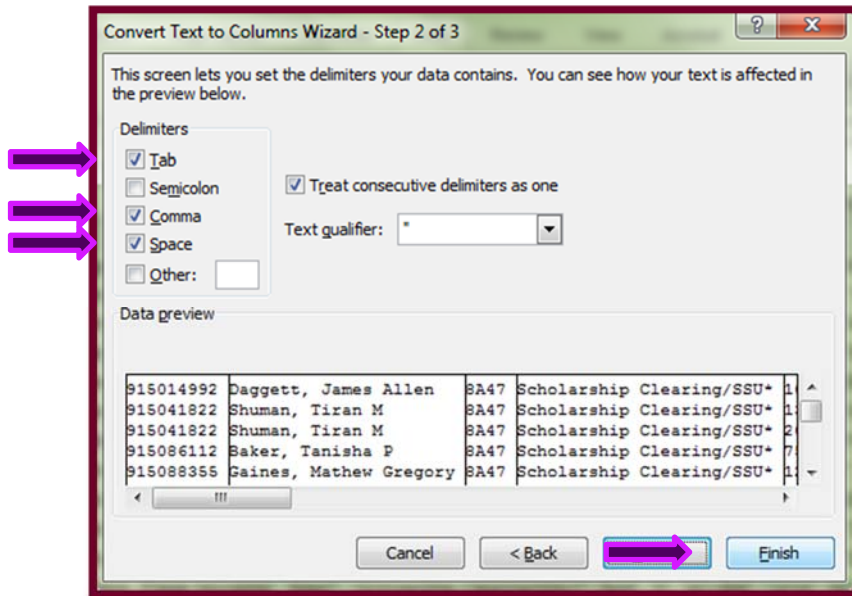 Convert Text to Columns Wizard - Step 2 of 3
This screen lets you set the delimiters your data contains. You can see how your text is affected in
the preview below.
Delimiters
Tab
Semicolon
Treat consecutive delimiters as one
Comma
Text qualifier: "
Space
Other:
Data preview
915014992 Daggett, James Allen 8A47 Scholarship Clearing/SSU*
915041822 Shuman, Tiran M 8A47 Scholarship Clearing/SSU*
915041822 Shuman, Tiran M 8A47 Scholarship Clearing/SSU*
915086112 Baker, Tanisha P 8A47 Scholarship Clearing/SSU*
915088355 Gaines, Mathew Gregory 8A47 Scholarship Clearing/SSU*
Cancel
< Back
Finish